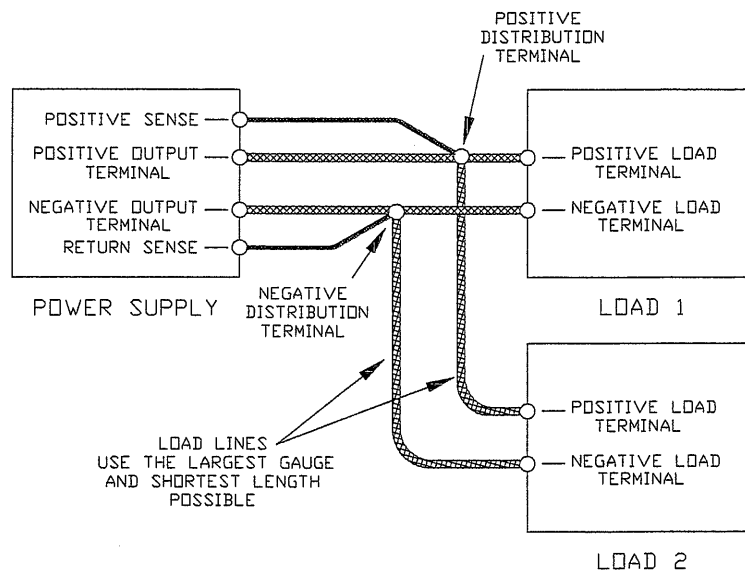 POSITIVE
DISTRIBUTION
TERMINAL
POSITIVE SENSE
POSITIVE OUTPUT
TERMINAL
NEGATIVE OUTPUT
TERMINAL
RETURN SENSE
POWER SUPPLY
POSITIVE LOAD
TERMINAL
NEGATIVE LOAD
TERMINAL
LOAD 1
NEGATIVE
DISTRIBUTION
TERMINAL
LOAD LINES
USE THE LARGEST GAUGE
AND SHORTEST LENGTH
POSSIBLE
POSITIVE LOAD
TERMINAL
NEGATIVE LOAD
TERMINAL
LOAD 2